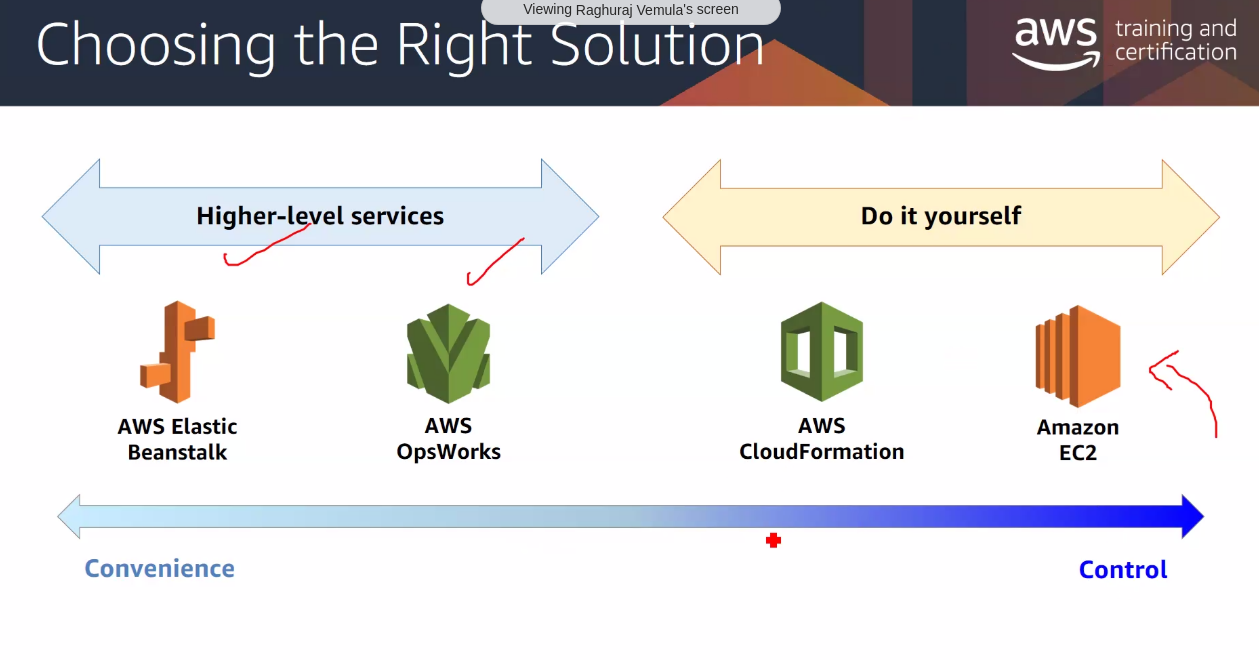 Viewing Raghuraj Vemula's screen
Choosing the Right Solution
aws training and
certification
Higher-level services
Do it yourself
AWS Elastic
Beanstalk
AWS
OpsWorks
AWS
CloudFormation
Amazon
EC2
Convenience
Control